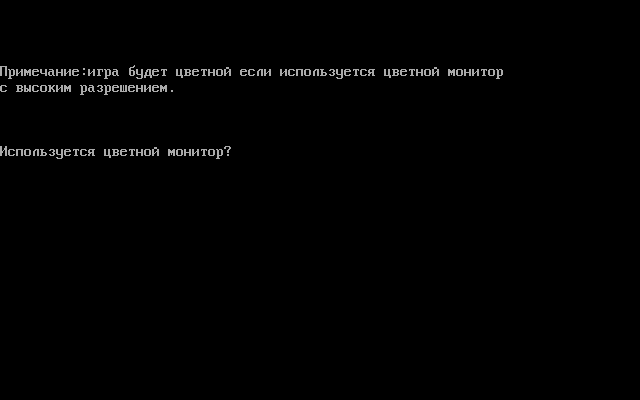 Примечание:игра будет цветной если используется цветной монитор
с высоким разрешением.
Используется цветной монитор?